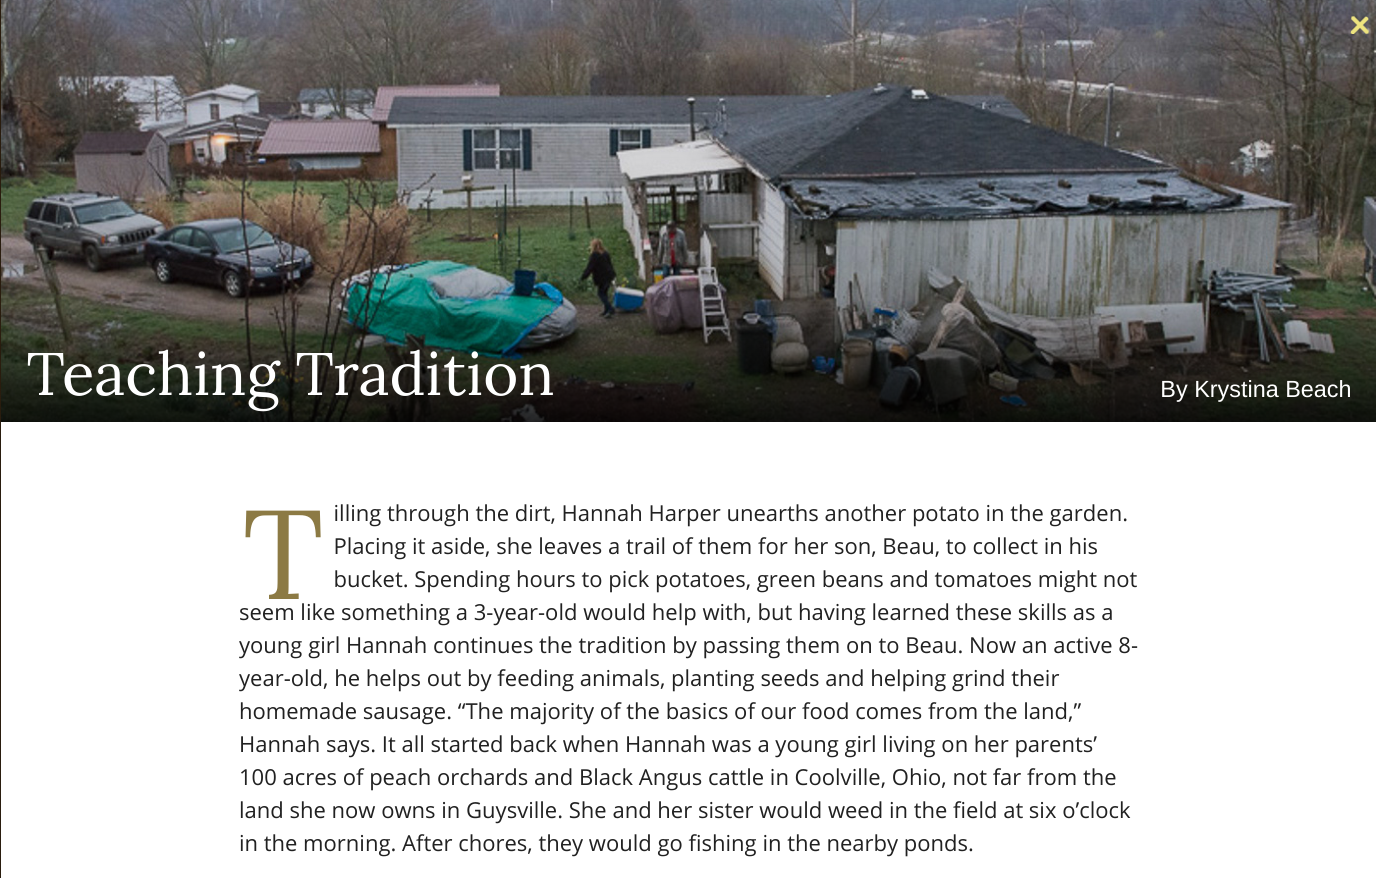 Teaching Tradition
By Krystina Beach
Tilling through the dirt, Hannah Harper unearths another potato in the garden.
Placing it aside, she leaves a trail of them for her son, Beau, to collect in his
bucket. Spending hours to pick potatoes, green beans and tomatoes might not
seem like something a 3-year-old would help with, but having learned these skills as a
young girl Hannah continues the tradition by passing them on to Beau. Now an active 8-
year-old, he helps out by feeding animals, planting seeds and helping grind their
homemade sausage. “The majority of the basics of our food comes from the land,”
Hannah says. It all started back when Hannah was a young girl living on her parents’
100 acres of peach orchards and Black Angus cattle in Coolville, Ohio, not far from the
land she now owns in Guysville. She and her sister would weed in the field at six o’clock
in the morning. After chores, they would go fishing in the nearby ponds.